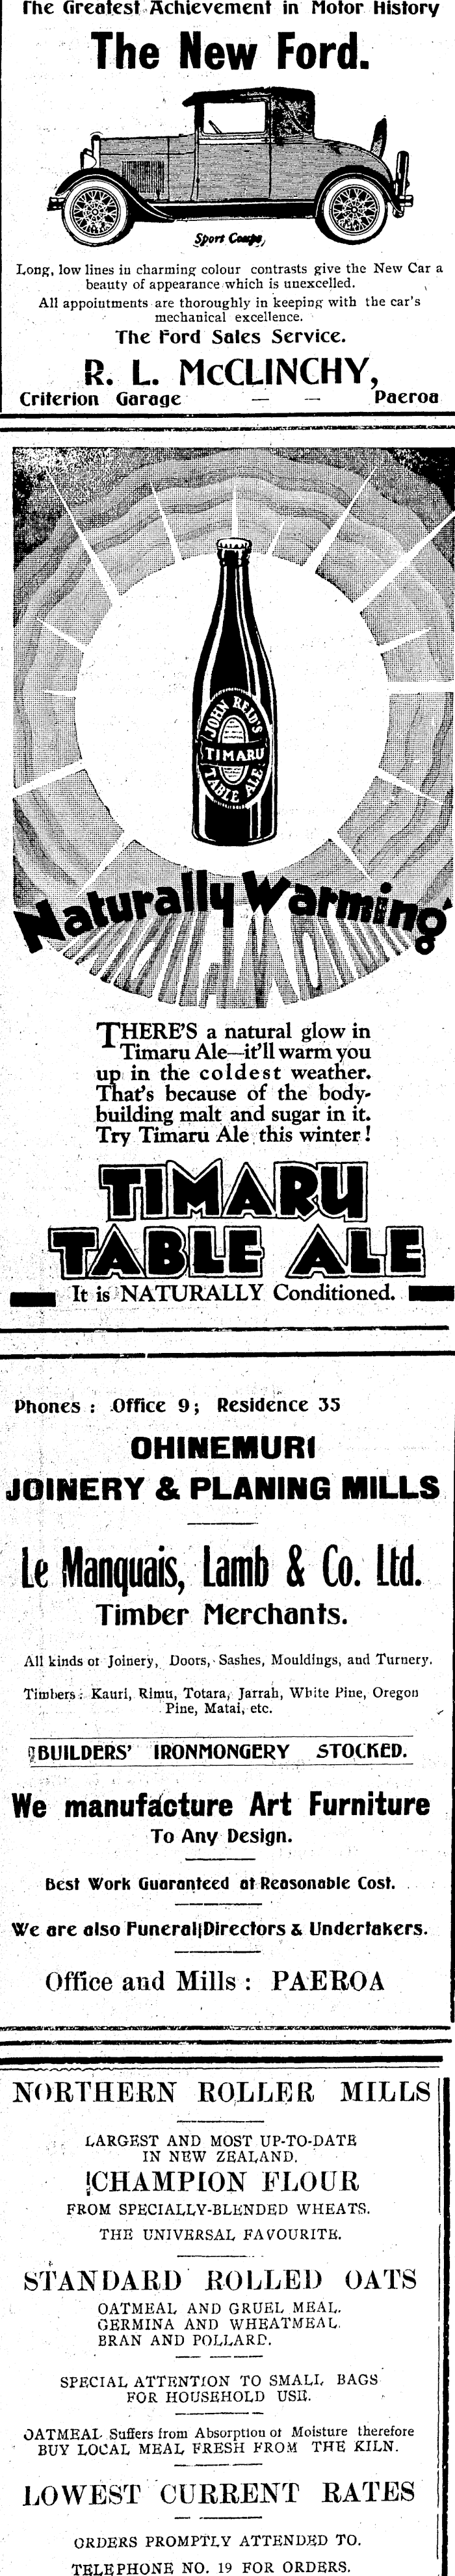 The Greatest Achievement in Motor History
The New Ford.
Sport Coupe,
Long, low lines in charming colour contrasts give the New Car a
beauty of appearance which is unexcelled.
All appointments are thoroughly in keeping with the car's
mechanical excellence.
The Ford Sales Service.
R. L. McCLINCHY,
Criterion Garage — — Paeroa
JOHN REID'S
TIMARU
TABLE ALE
Naturally Warming
THERE'S a natural glow in
Timaru Ale—it'll warm you
up in the coldest weather.
That's because of the body-
building malt and sugar in it.
Try Timaru Ale this winter!
TIMARU
TABLE ALE
It is NATURALLY Conditioned.
Phones : Office 9; Residence 35
OHINEMURI
JOINERY & PLANING MILLS
Le Manquais, Lamb & Co. Ltd.
Timber Merchants.
All kinds of Joinery, Doors, Sashes, Mouldings, and Turnery.
Timbers: Kauri, Rimu, Totara, Jarrah, White Pine, Oregon
Pine, Matai, etc.
BUILDERS' IRONMONGERY STOCKED.
We manufacture Art Furniture
To Any Design.
Best Work Guaranteed at Reasonable Cost.
We are also Funeral Directors & Undertakers.
Office and Mills : PAEROA
NORTHERN ROLLER MILLS
LARGEST AND MOST UP-TO-DATE
IN NEW ZEALAND.
CHAMPION FLOUR
FROM SPECIALLY-BLENDED WHEATS.
THE UNIVERSAL FAVOURITE.
STANDARD ROLLED OATS
OATMEAL AND GRUEL MEAL.
GERMINA AND WHEATMEAL.
BRAN AND POLLARD.
SPECIAL ATTENTION TO SMALL BAGS
FOR HOUSEHOLD USE.
OATMEAL Suffers from Absorption of Moisture therefore
BUY LOCAL MEAL FRESH FROM THE KILN.
LOWEST CURRENT RATES
ORDERS PROMPTLY ATTENDED TO.
TELEPHONE NO. 19 FOR ORDERS.